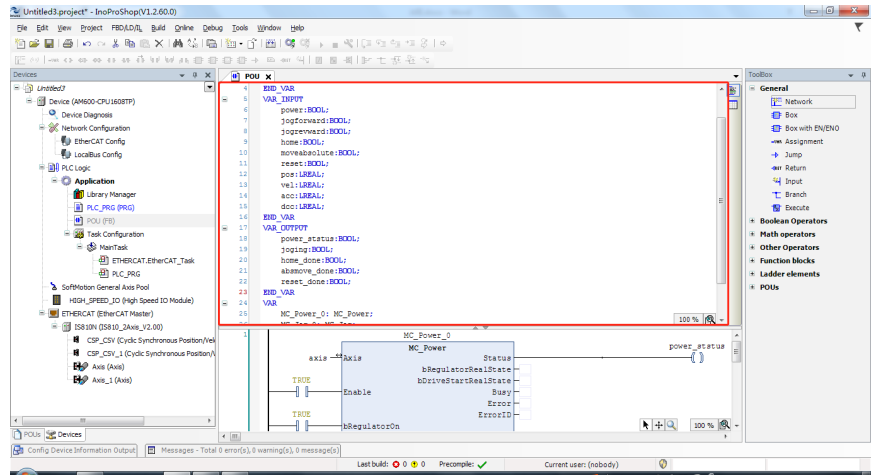 Untitled3.project* - InoProShop(V1.2.60.0)
File Edit View Project FBD/LD/IL Build Online Debug Tools Window Help
Devices
Untitled3
Device (AM600-CPU1608TP)
Device Diagnosis
Network Configuration
EtherCAT Config
LocalBus Config
PLC Logic
Application
Library Manager
PLC_PRG (PRG)
POU (FB)
Task Configuration
MainTask
ETHERCAT.EtherCAT_Task
PLC_PRG
SoftMotion General Axis Pool
HIGH_SPEED_IO (High Speed IO Module)
ETHERCAT (EtherCAT Master)
IS810N (IS810_2Axis_V2.00)
CSP_CSV (Cyclic Synchronous Position/Vel
CSP_CSV_1 (Cyclic Synchronous Position/V
Axis (Axis)
Axis_1 (Axis)
POUs Devices
POU
4 END_VAR
5 VAR_INPUT
6 power:BOOL;
7 jogforward:BOOL;
8 jogrevward:BOOL;
9 home:BOOL;
10 moveabsolute:BOOL;
11 reset:BOOL;
12 pos:LREAL;
13 vel:LREAL;
14 acc:LREAL;
15 dcc:LREAL;
16 END_VAR
17 VAR_OUTPUT
18 power_ststus:BOOL;
19 joging:BOOL;
20 home_done:BOOL;
21 absmove_done:BOOL;
22 reset_done:BOOL;
23 END_VAR
24 VAR
25 MC_Power_0: MC_Power;
100 %
1 MC_Power_0
MC_Power
power_ststus
axis Axis Status
bRegulatorRealState
TRUE bDriveStartRealState
Enable Busy
Error
TRUE ErrorID
bRegulatorOn
100 %
ToolBox
General
Network
Box
Box with EN/ENO
Assignment
Jump
Return
Input
Branch
Execute
Boolean Operators
Math operators
Other Operators
Function blocks
Ladder elements
POUs
Config Device Information Output Messages - Total 0 error(s), 0 warning(s), 0 message(s)
Last build: 0 0 Precompile: Current user: (nobody)